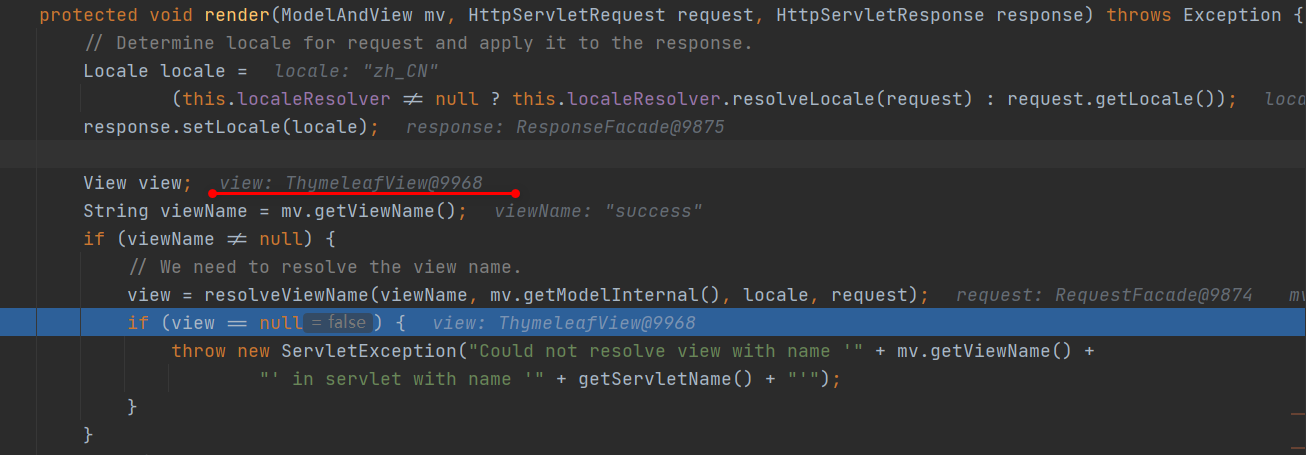 protected void render(ModelAndView mv, HttpServletRequest request, HttpServletResponse response) throws Exception {
// Determine locale for request and apply it to the response.
Locale locale = locale: "zh_CN"
(this.localeResolver ≠ null ? this.localeResolver.resolveLocale(request) : request.getLocale()); loca
response.setLocale(locale); response: ResponseFacade@9875
View view; view: ThymeleafView@9968
String viewName = mv.getViewName(); viewName: "success"
if (viewName ≠ null) {
// We need to resolve the view name.
view = resolveViewName(viewName, mv.getModelInternal(), locale, request); request: RequestFacade@9874 mv
if (view == null = false ) { view: ThymeleafView@9968
throw new ServletException("Could not resolve view with name '" + mv.getViewName() +
"' in servlet with name '" + getServletName() + "'");
}
}